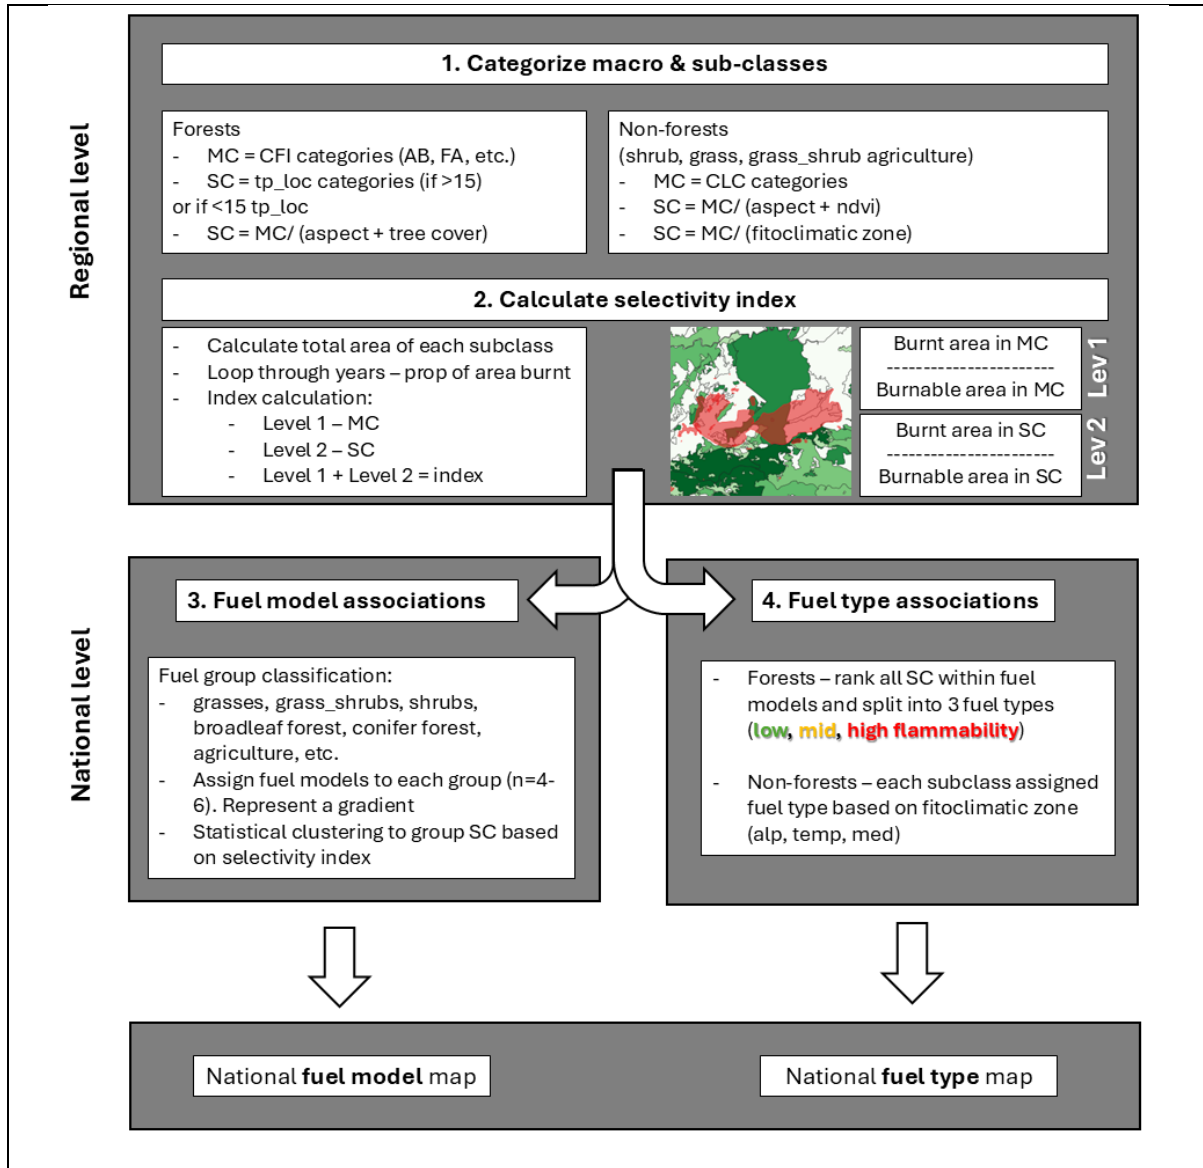 Regional level
1. Categorize macro & sub-classes
Forests
- MC = CFI categories (AB, FA, etc.)
- SC = tp_loc categories (if >15)
or if <15 tp_loc
- SC = MC/ (aspect + tree cover)
Non-forests
(shrub, grass, grass_shrub agriculture)
- MC = CLC categories
- SC = MC/ (aspect + ndvi)
- SC = MC/ (fitoclimatic zone)
2. Calculate selectivity index
- Calculate total area of each subclass
- Loop through years – prop of area burnt
- Index calculation:
- Level 1 – MC
- Level 2 – SC
- Level 1 + Level 2 = index
Burnt area in MC
-----------------------
Burnable area in MC
Lev 1
Burnt area in SC
-----------------------
Burnable area in SC
Lev 2
National level
3. Fuel model associations
Fuel group classification:
- grasses, grass_shrubs, shrubs,
broadleaf forest, conifer forest,
agriculture, etc.
- Assign fuel models to each group (n=4-
6). Represent a gradient
- Statistical clustering to group SC based
on selectivity index
4. Fuel type associations
- Forests – rank all SC within fuel
models and split into 3 fuel types
(low, mid, high flammability)
- Non-forests – each subclass assigned
fuel type based on fitoclimatic zone
(alp, temp, med)
National fuel model map
National fuel type map